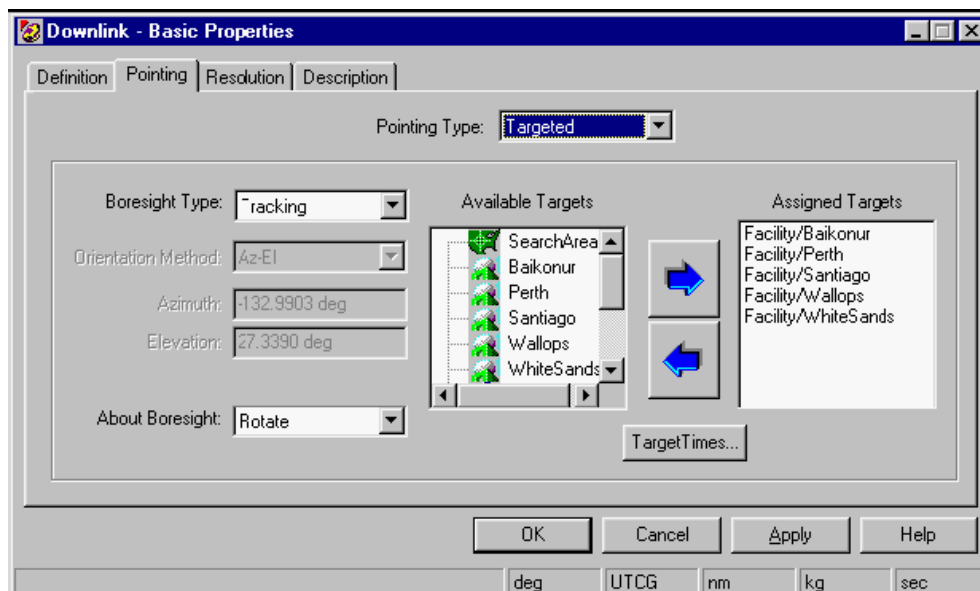 Downlink - Basic Properties
Definition Pointing Resolution Description
Pointing Type: Targeted
Boresight Type: Tracking
Orientation Method: Az-El
Azimuth: -132.9903 deg
Elevation: 27.3390 deg
About Boresight: Rotate
Available Targets
SearchArea
Baikonur
Perth
Santiago
Wallops
WhiteSands
Assigned Targets
Facility/Baikonur
Facility/Perth
Facility/Santiago
Facility/Wallops
Facility/WhiteSands
TargetTimes...
OK Cancel Apply Help
deg UTCG nm kg sec